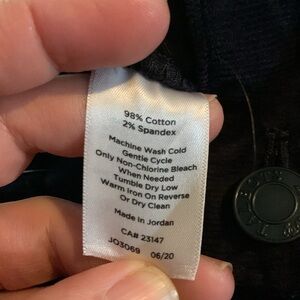 98% Cotton
2% Spandex
Machine Wash Cold
Gentle Cycle
Only Non-Chlorine Bleach
When Needed
Tumble Dry Low
Warm Iron On Reverse
Or Dry Clean
Made in Jordan
CA# 23147
JQ3069 06/20